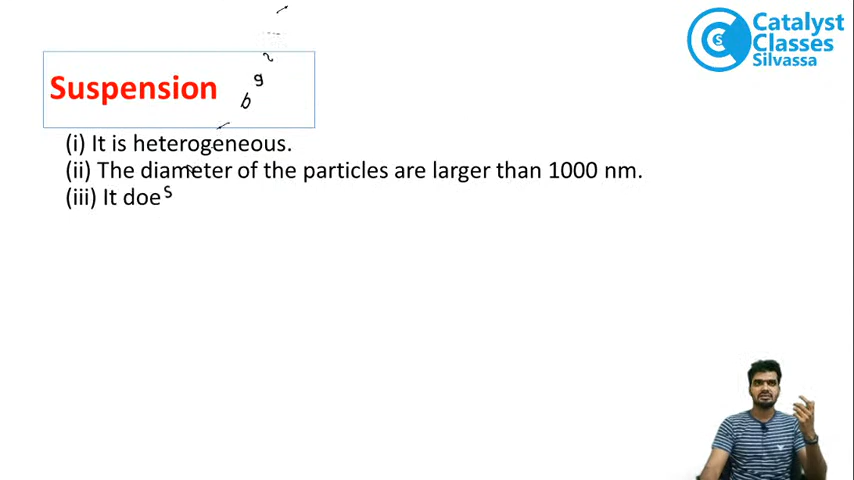 Catalyst
Classes
Silvassa
Suspension
(i) It is heterogeneous.
(ii) The diameter of the particles are larger than 1000 nm.
(iii) It does